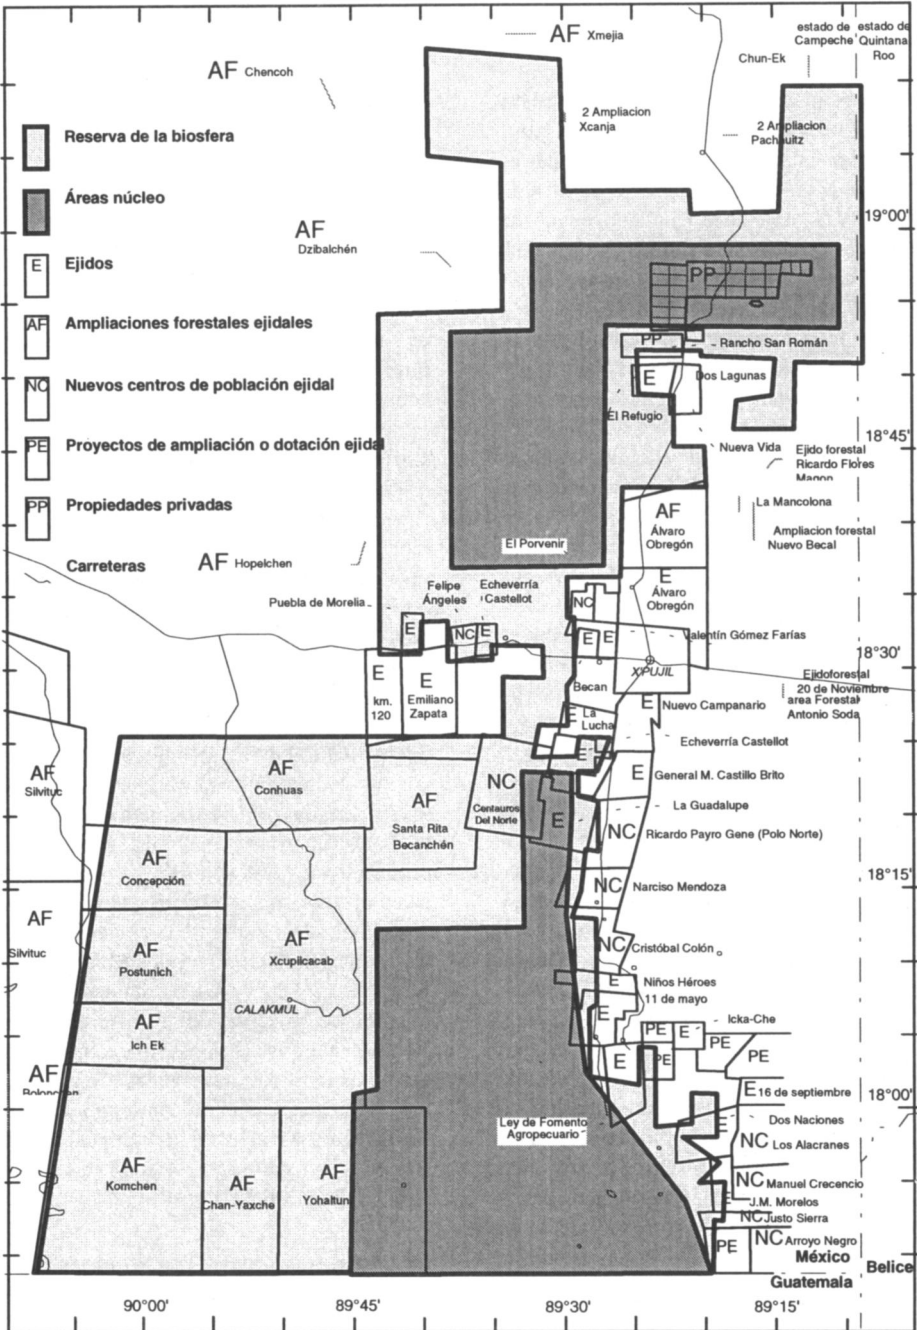 AF Xmejia
estado de Campeche
estado de Quintana Roo
AF Chencoh
Chun-Ek
2 Ampliacion
Xcanja
2 Ampliacion
Reserva de la biosfera
Áreas núcleo
19°00'
AF
Dzibalchén
E Ejidos
PP
AF Ampliaciones forestales ejidales
PP
Rancho San Román
NC Nuevos centros de población ejidal
E
Dos Lagunas
El Refugio
PE Proyectos de ampliación o dotación ejidal
18°45'
Nueva Vida
Ejido forestal
Ricardo Flores
Magon
PP Propiedades privadas
La Mancolona
AF
Álvaro
Obregón
Ampliacion forestal
Nuevo Becal
El Porvenir
Carreteras
AF Hopelchen
E
Álvaro
Obregón
Felipe
Ángeles
Echeverría
Castellot
Puebla de Morelia
NC
E
NC
E
E
E
Valentín Gómez Farías
18°30'
XPUJIL
E
km.
120
E
Emiliano
Zapata
Becan
Ejidoforestal
20 de Noviembre
area Forestal
Antonio Soda
E
Nuevo Campanario
E
La
Lucha
E
Echeverría Castellot
AF
Silvituc
AF
Conhuas
E
General M. Castillo Brito
NC
Centauros
Del Norte
AF
Santa Rita
Becanchén
La Guadalupe
E
NC
Ricardo Payro Gene (Polo Norte)
AF
Concepción
18°15'
NC
Narciso Mendoza
AF
Silvituc
AF
Postunich
AF
Xcupilcacab
NC
Cristóbal Colón
E
Niños Héroes
11 de mayo
CALAKMUL
E
AF
Ich Ek
Icka-Che
PE
E
PE
PE
E
PE
AF
E
16 de septiembre
18°00'
Ley de Fomento
Agropecuario
Dos Naciones
E
NC
Los Alacranes
AF
Komchen
AF
Chan-Yaxche
AF
Yohaltun
NC
Manuel Crecencio
E
J.M. Morelos
NC
Justo Sierra
PE
NC
Arroyo Negro
México
Belice
Guatemala
90°00'
89°45'
89°30'
89°15'